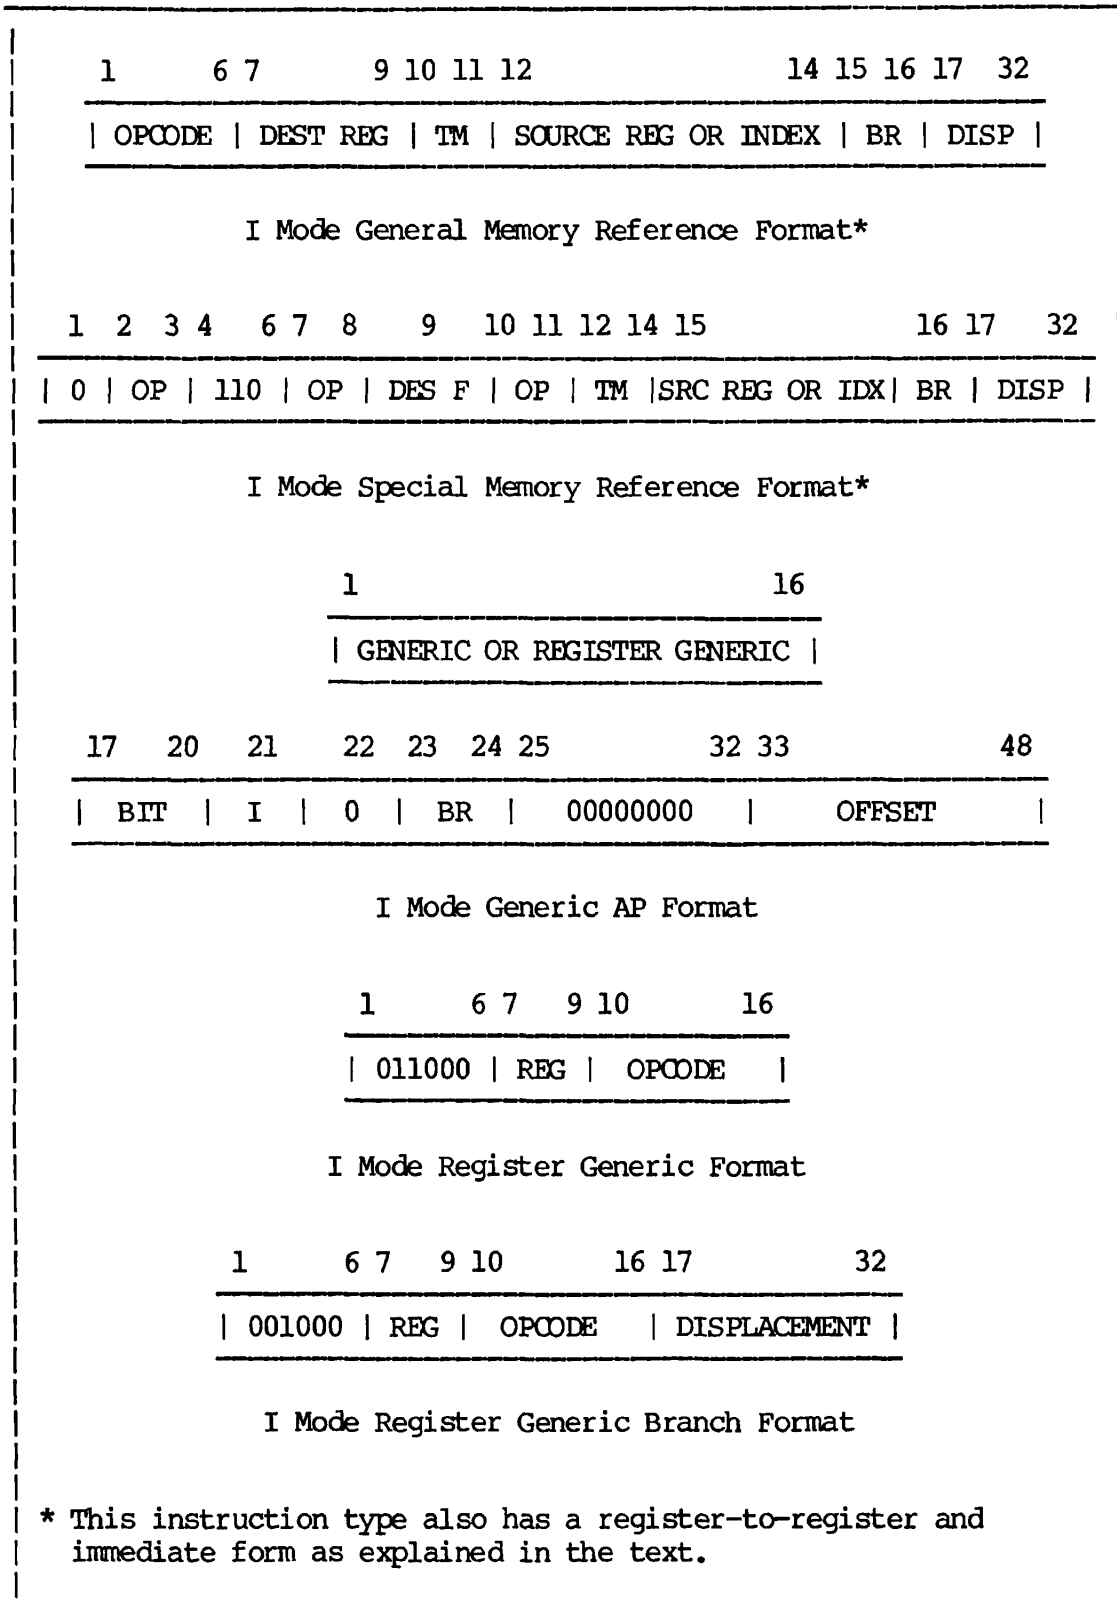 1 6 7 9 10 11 12 14 15 16 17 32
| OPCODE | DEST REG | TM | SOURCE REG OR INDEX | BR | DISP |
I Mode General Memory Reference Format*
1 2 3 4 6 7 8 9 10 11 12 14 15 16 17 32
| 0 | OP | 110 | OP | DES F | OP | TM |SRC REG OR IDX| BR | DISP |
I Mode Special Memory Reference Format*
1 16
| GENERIC OR REGISTER GENERIC |
17 20 21 22 23 24 25 32 33 48
| BIT | I | 0 | BR | 00000000 | OFFSET |
I Mode Generic AP Format
1 6 7 9 10 16
| 011000 | REG | OPCODE |
I Mode Register Generic Format
1 6 7 9 10 16 17 32
| 001000 | REG | OPCODE | DISPLACEMENT |
I Mode Register Generic Branch Format
* This instruction type also has a register-to-register and
immediate form as explained in the text.